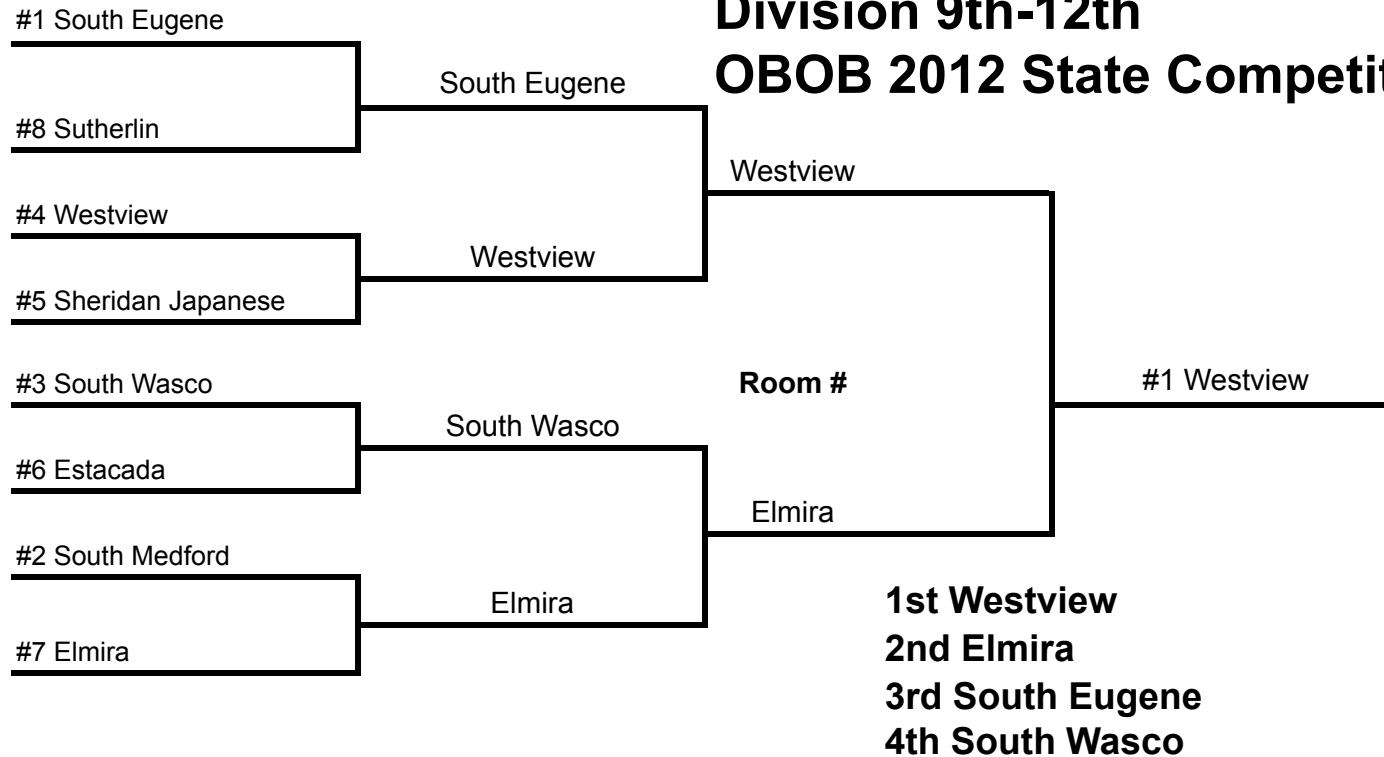 Division 9th-12th
OBOB 2012 State Competit
#1 South Eugene
South Eugene
#8 Sutherlin
Westview
#4 Westview
Westview
#5 Sheridan Japanese
#3 South Wasco
Room #
#1 Westview
South Wasco
#6 Estacada
Elmira
#2 South Medford
Elmira
#7 Elmira
1st Westview
2nd Elmira
3rd South Eugene
4th South Wasco